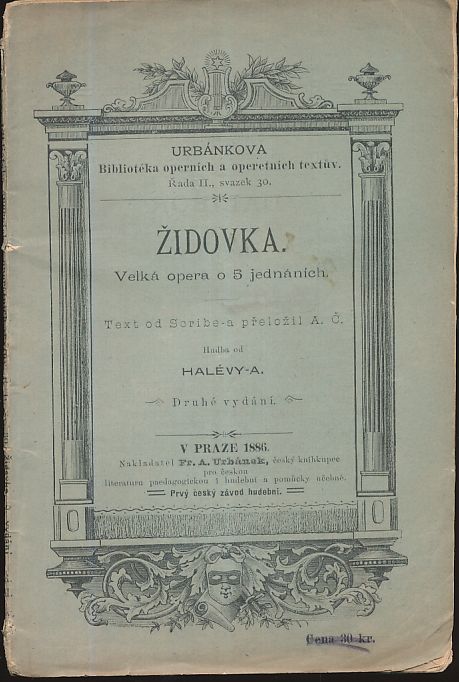 URBÁNKOVA
Bibliotéka operních a operetních textův.
Řada II., svazek 30.
ŽIDOVKA.
Velká opera o 5 jednáních.
Text od Scribe-a přeložil A. Č.
Hudba od
HALÉVY-A.
Druhé vydání.
V PRAZE 1886.
Nakladatel Fr. A. Urbánek, český knihkupec
pro českou
literaturu paedagogickou i hudební a pomůcky učebné.
Prvý český závod hudební.
Cena 30 kr.